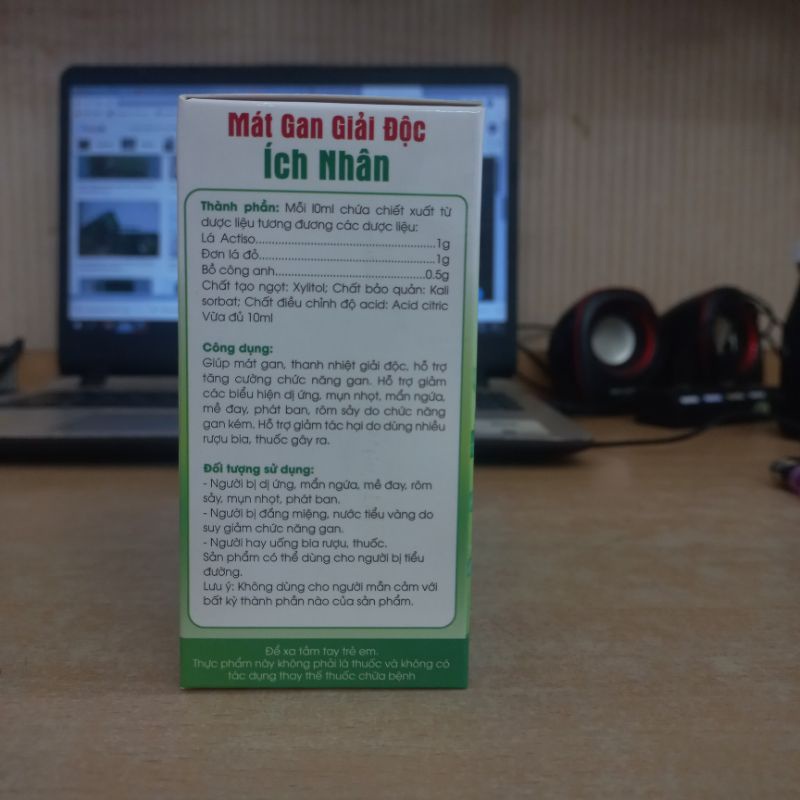 Mát Gan Giải Độc
Ích Nhân
Thành phần: Mỗi 10ml chứa chiết xuất từ
dược liệu tương đương các dược liệu:
Lá Actiso.....................................................1g
Đơn lá đỏ.....................................................1g
Bồ công anh.............................................0.5g
Chất tạo ngọt: Xylitol; Chất bảo quản: Kali
sorbat; Chất điều chỉnh độ acid: Acid citric
Vừa đủ 10ml
Công dụng:
Giúp mát gan, thanh nhiệt giải độc, hỗ trợ
tăng cường chức năng gan. Hỗ trợ giảm
các biểu hiện dị ứng, mụn nhọt, mẩn ngứa,
mề đay, phát ban, rôm sảy do chức năng
gan kém. Hỗ trợ giảm tác hại do dùng nhiều
rượu bia, thuốc gây ra.
Đối tượng sử dụng:
- Người bị dị ứng, mẩn ngứa, mề đay, rôm
sảy, mụn nhọt, phát ban.
- Người bị đắng miệng, nước tiểu vàng do
suy giảm chức năng gan.
- Người hay uống bia rượu, thuốc.
Sản phẩm có thể dùng cho người bị tiểu
đường.
Lưu ý: Không dùng cho người mẫn cảm với
bất kỳ thành phần nào của sản phẩm.
Để xa tầm tay trẻ em.
Thực phẩm này không phải là thuốc và không có
tác dụng thay thế thuốc chữa bệnh